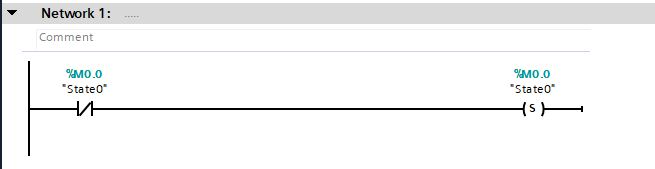 Network 1: .....
Comment
%M0.0 %M0.0
"State0" "State0"
S